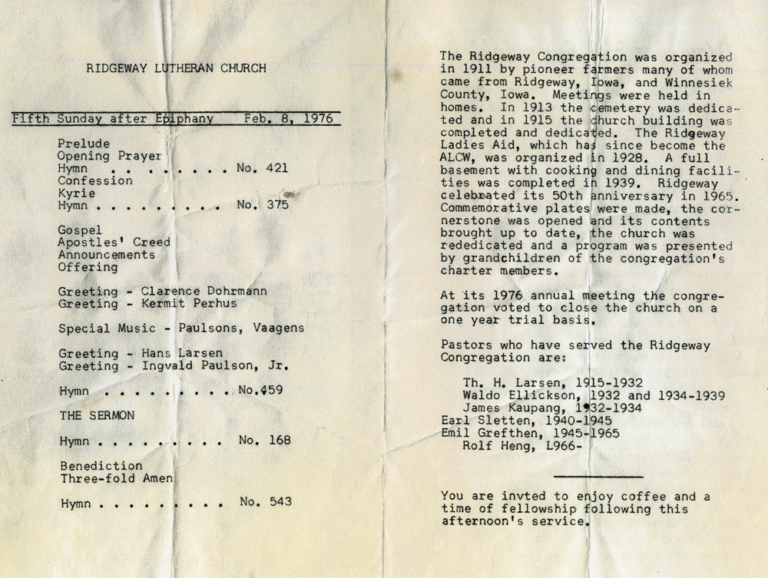 RIDGEWAY LUTHERAN CHURCH
Fifth Sunday after Epiphany Feb. 8, 1976
Prelude
Opening Prayer
Hymn . . . . . . . No. 421
Confession
Kyrie
Hymn . . . . . . . . . No. 375
Gospel
Apostles' Creed
Announcements
Offering
Greeting - Clarence Dohrmann
Greeting - Kermit Perhus
Special Music - Paulsons, Vaagens
Greeting - Hans Larsen
Greeting - Ingvald Paulson, Jr.
Hymn . . . . . . . . . No.459
THE SERMON
Hymn . . . . . . . . . No. 168
Benediction
Three-fold Amen
Hymn . . . . . . . . . No. 543
The Ridgeway Congregation was organized
in 1911 by pioneer farmers many of whom
came from Ridgeway, Iowa, and Winnesiek
County, Iowa. Meetings were held in
homes. In 1913 the cemetery was dedica-
ted and in 1915 the church building was
completed and dedicated. The Ridgeway
Ladies Aid, which has since become the
ALCW, was organized in 1928. A full
basement with cooking and dining facili-
ties was completed in 1939. Ridgeway
celebrated its 50th anniversary in 1965.
Commemorative plates were made, the cor-
nerstone was opened and its contents
brought up to date, the church was
rededicated and a program was presented
by grandchildren of the congregation's
charter members.
At its 1976 annual meeting the congre-
gation voted to close the church on a
one year trial basis.
Pastors who have served the Ridgeway
Congregation are:
Th. H. Larsen, 1915-1932
Waldo Ellickson, 1932 and 1934-1939
James Kaupang, 1932-1934
Earl Sletten, 1940-1945
Emil Grefthen, 1945-1965
Rolf Heng, L966-
You are invted to enjoy coffee and a
time of fellowship following this
afternoon's service.